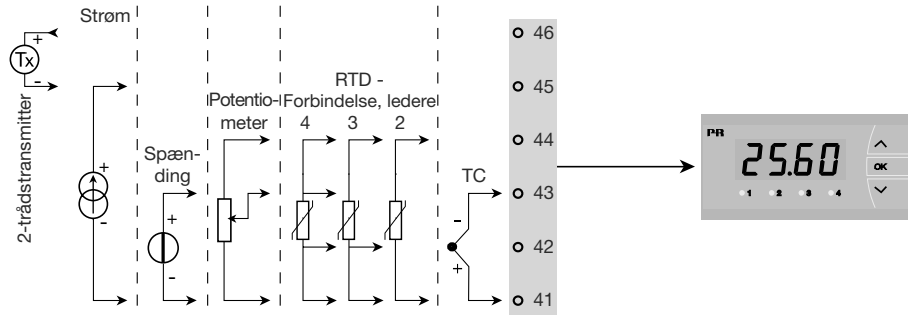 Strøm
+
Tx
-
2-trådstransmitter
+
-
Spæn-
ding
+
-
Potentio-
meter
RTD -
Forbindelse, ledere
4 3 2
TC
-
+
46
45
44
43
42
41
PR
25.60
1 2 3 4
OK